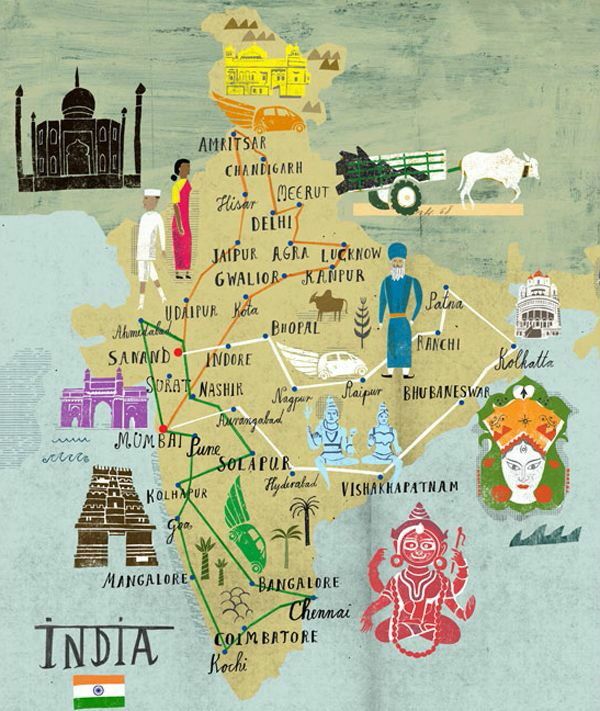 AMRITSAR
CHANDIGARH
Hisar
MEERUT
DELHI
JAIPUR
AGRA
LUCKNOW
GWALIOR
KANPUR
UDAIPUR
Kota
Patna
Ahmedabad
BHOPAL
RANCHI
SANAND
INDORE
Kolkatta
SURAT
NASHIR
Nagpur
Raipur
BHUBANESWAR
Aurangabad
MUMBAI
Pune
SOLAPUR
Hyderabad
VISHAKHAPATNAM
KOLHAPUR
Goa
MANGALORE
BANGALORE
Chennai
COIMBATORE
Kochi
INDIA